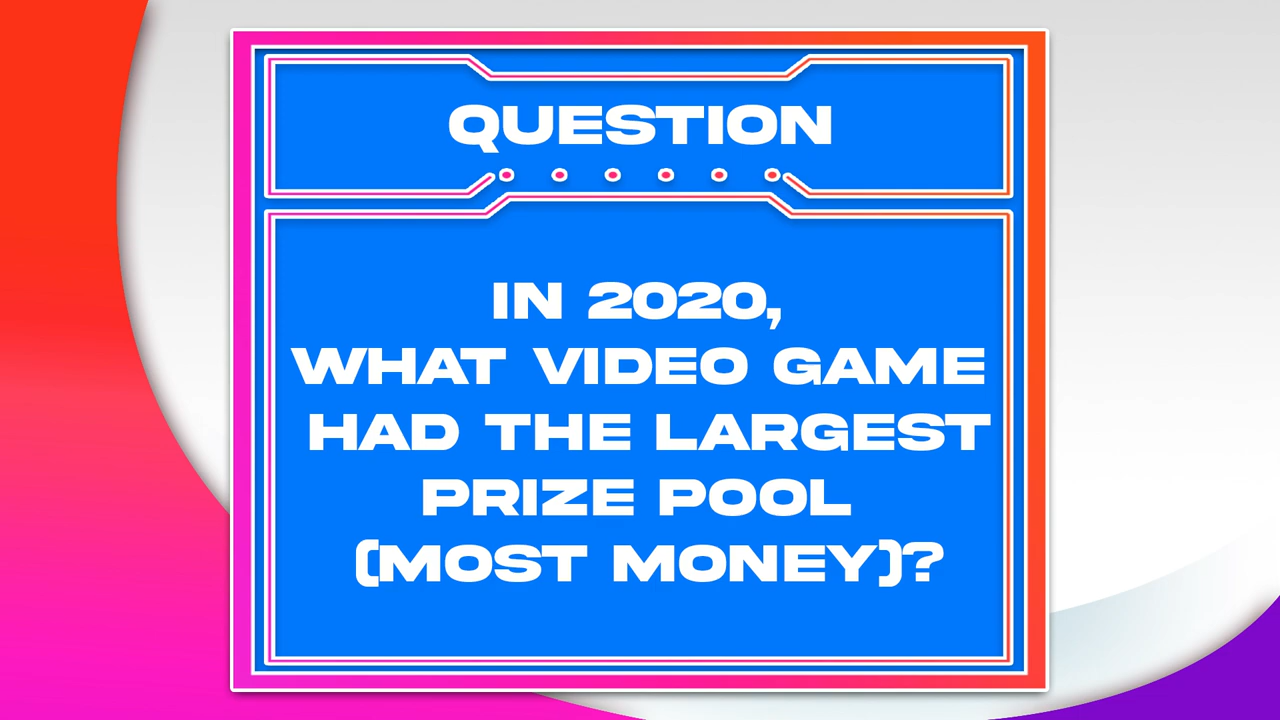 QUESTION
IN 2020,
WHAT VIDEO GAME
HAD THE LARGEST
PRIZE POOL
(MOST MONEY)?